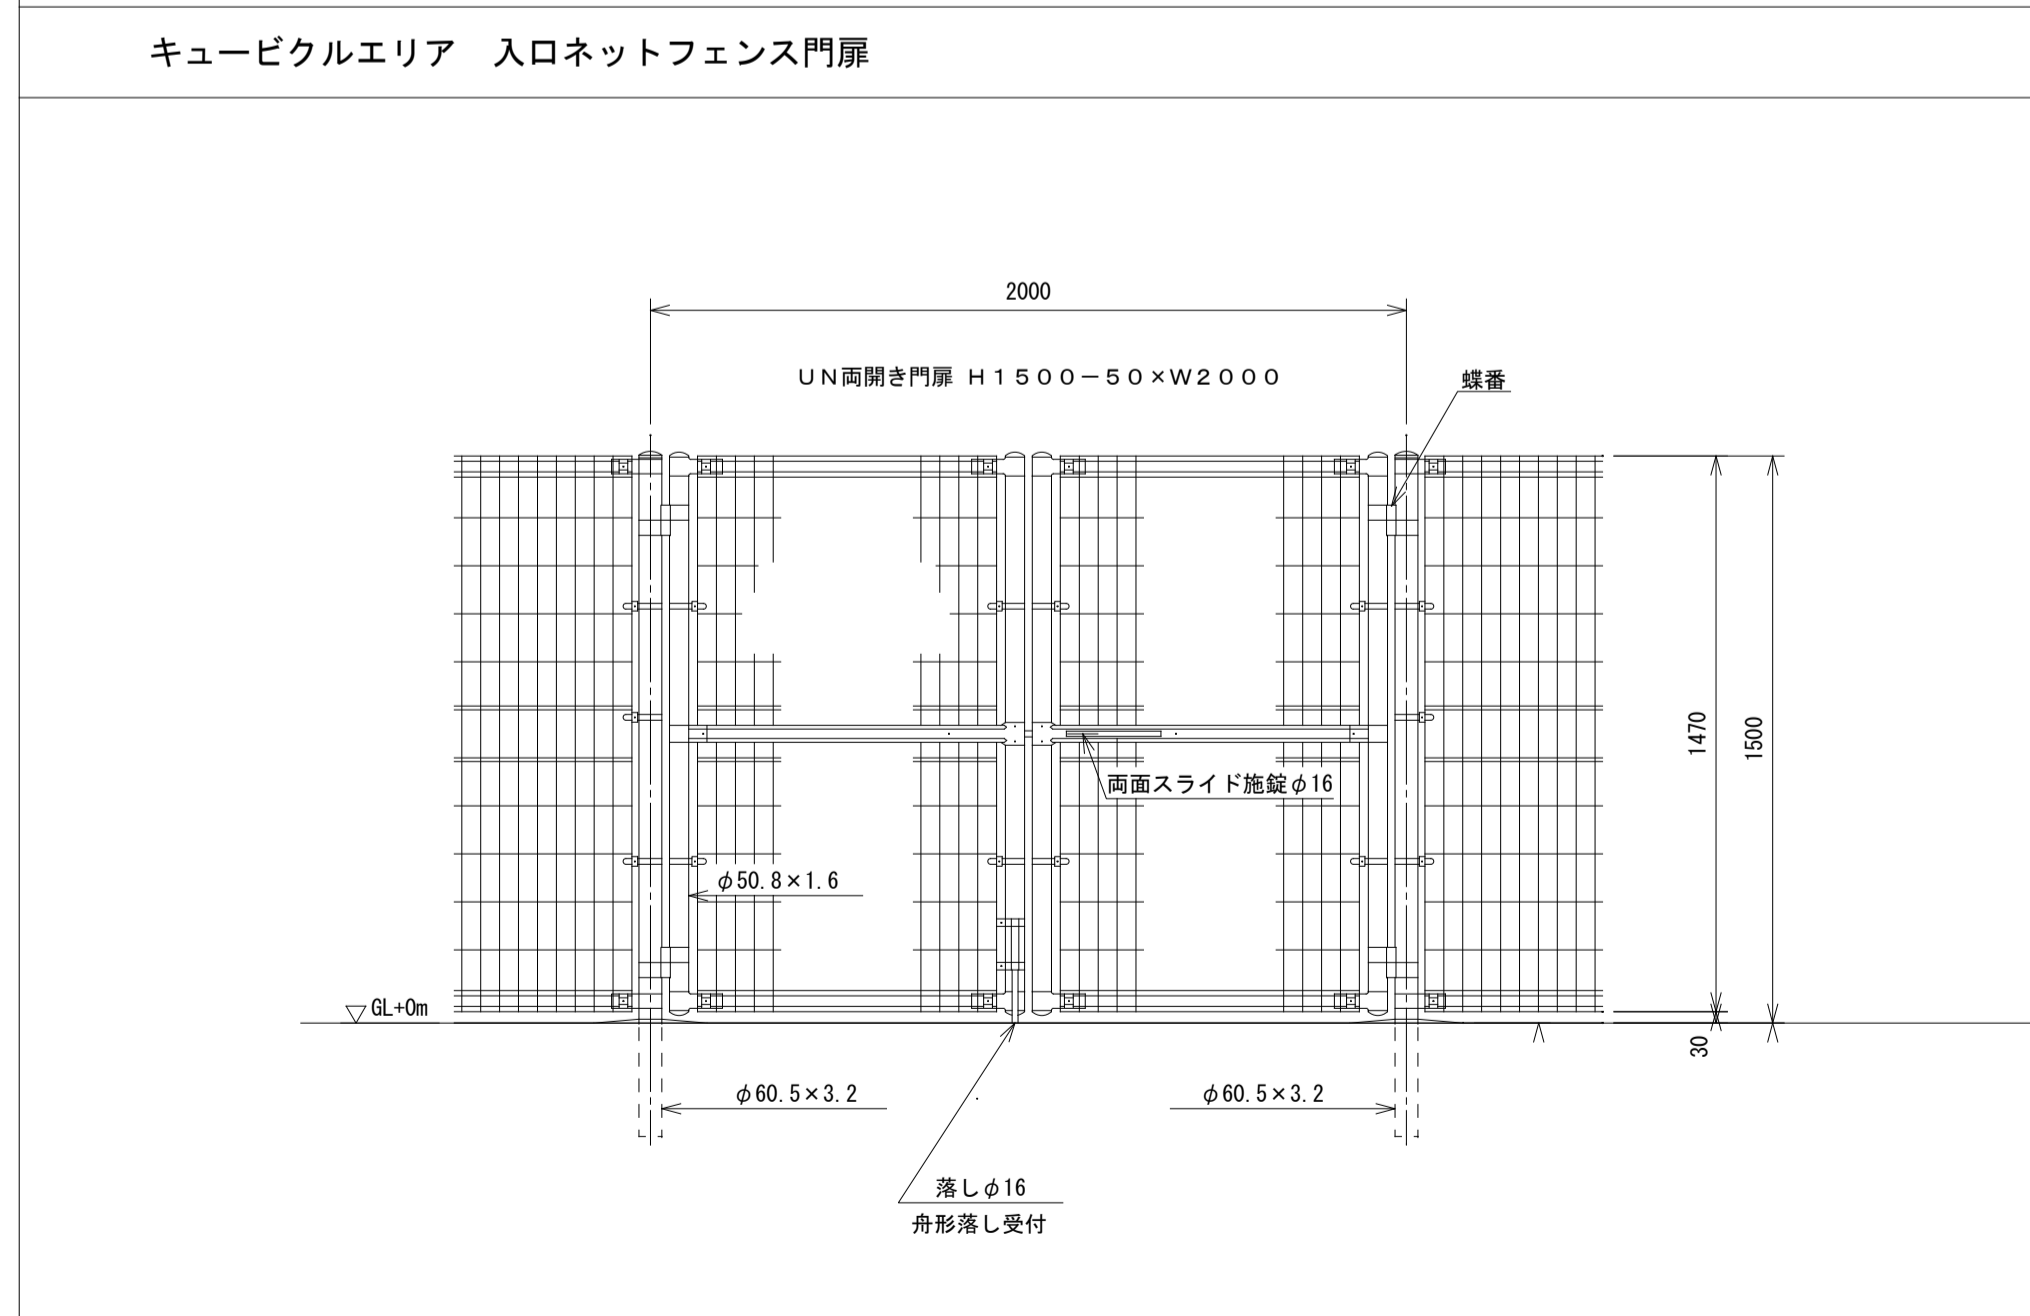 キュービクルエリア　入口ネットフェンス門扉
2000
ＵＮ両開き門扉 Ｈ１５００－５０×Ｗ２０００
蝶番
1470
1500
両面スライド施錠φ16
φ50.8×1.6
GL+0m
30
φ60.5×3.2
φ60.5×3.2
落しφ16
舟形落し受付